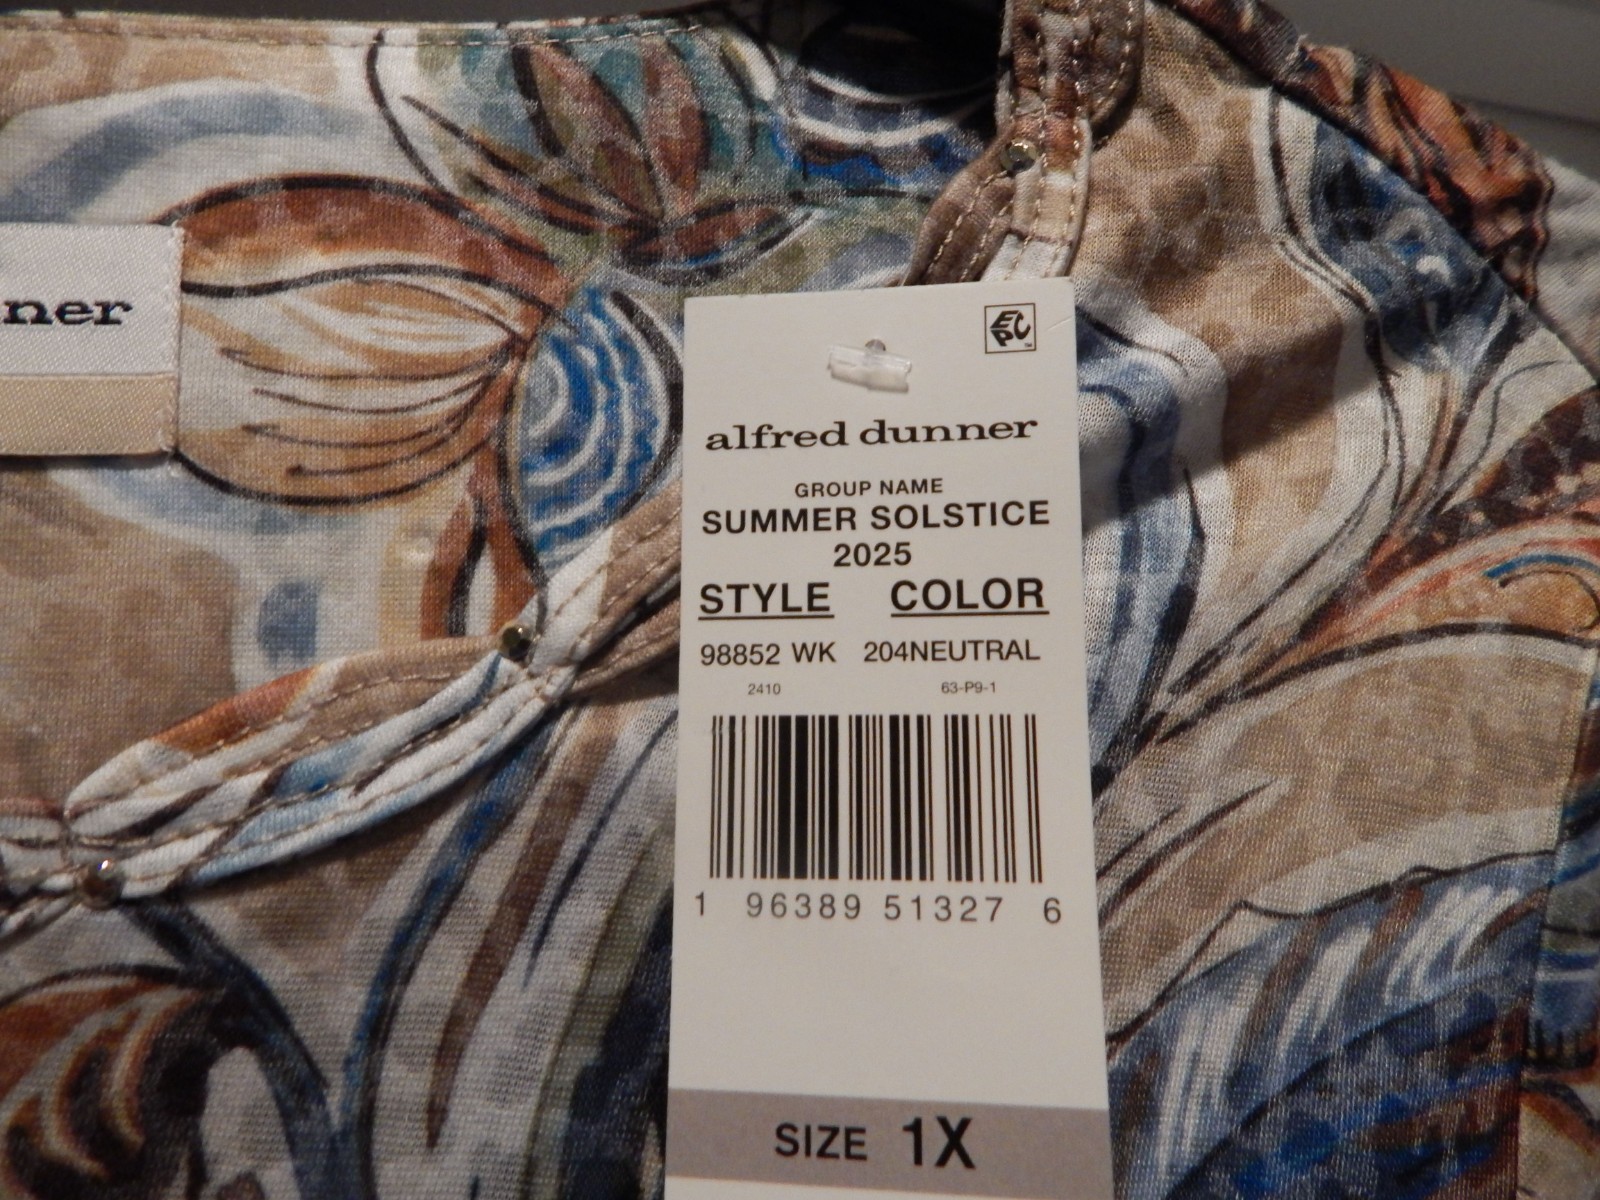 ner
EPC
alfred dunner
GROUP NAME
SUMMER SOLSTICE
2025
STYLE COLOR
98852 WK 204NEUTRAL
2410 63-P9-1
1 96389 51327 6
SIZE 1X